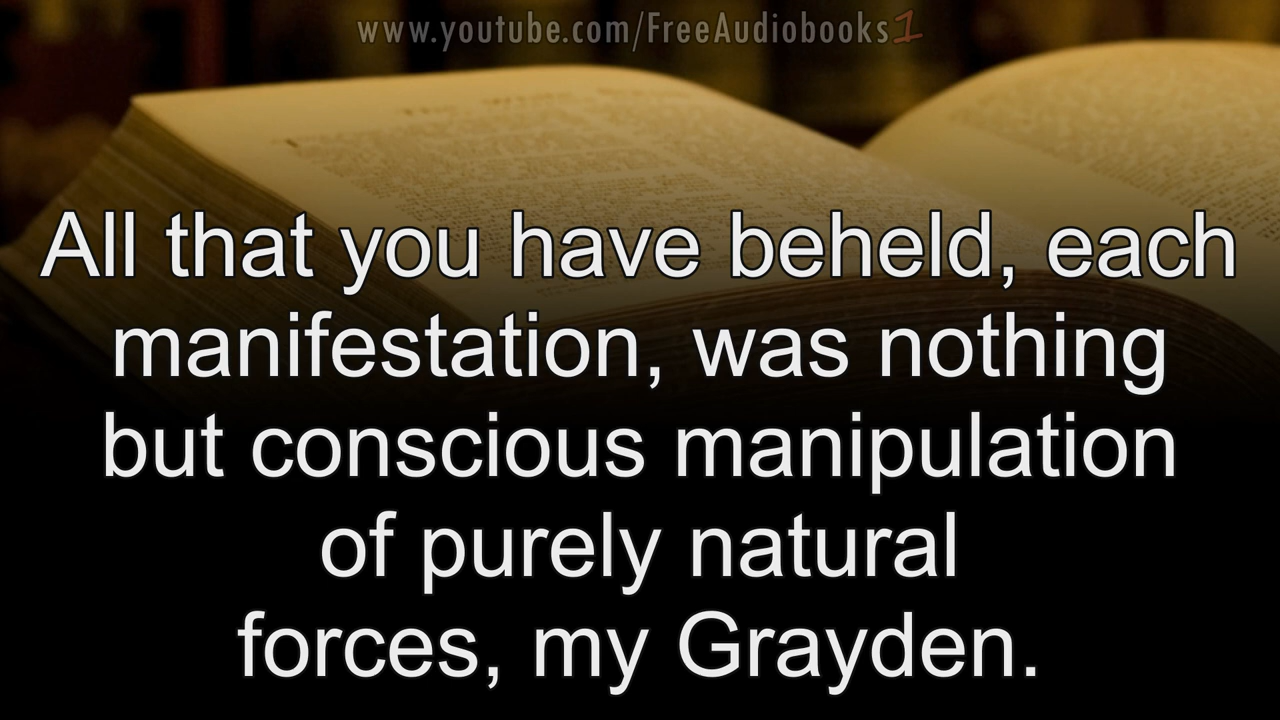 www.youtube.com/FreeAudiobooks1
All that you have beheld, each
manifestation, was nothing
but conscious manipulation
of purely natural
forces, my Grayden.